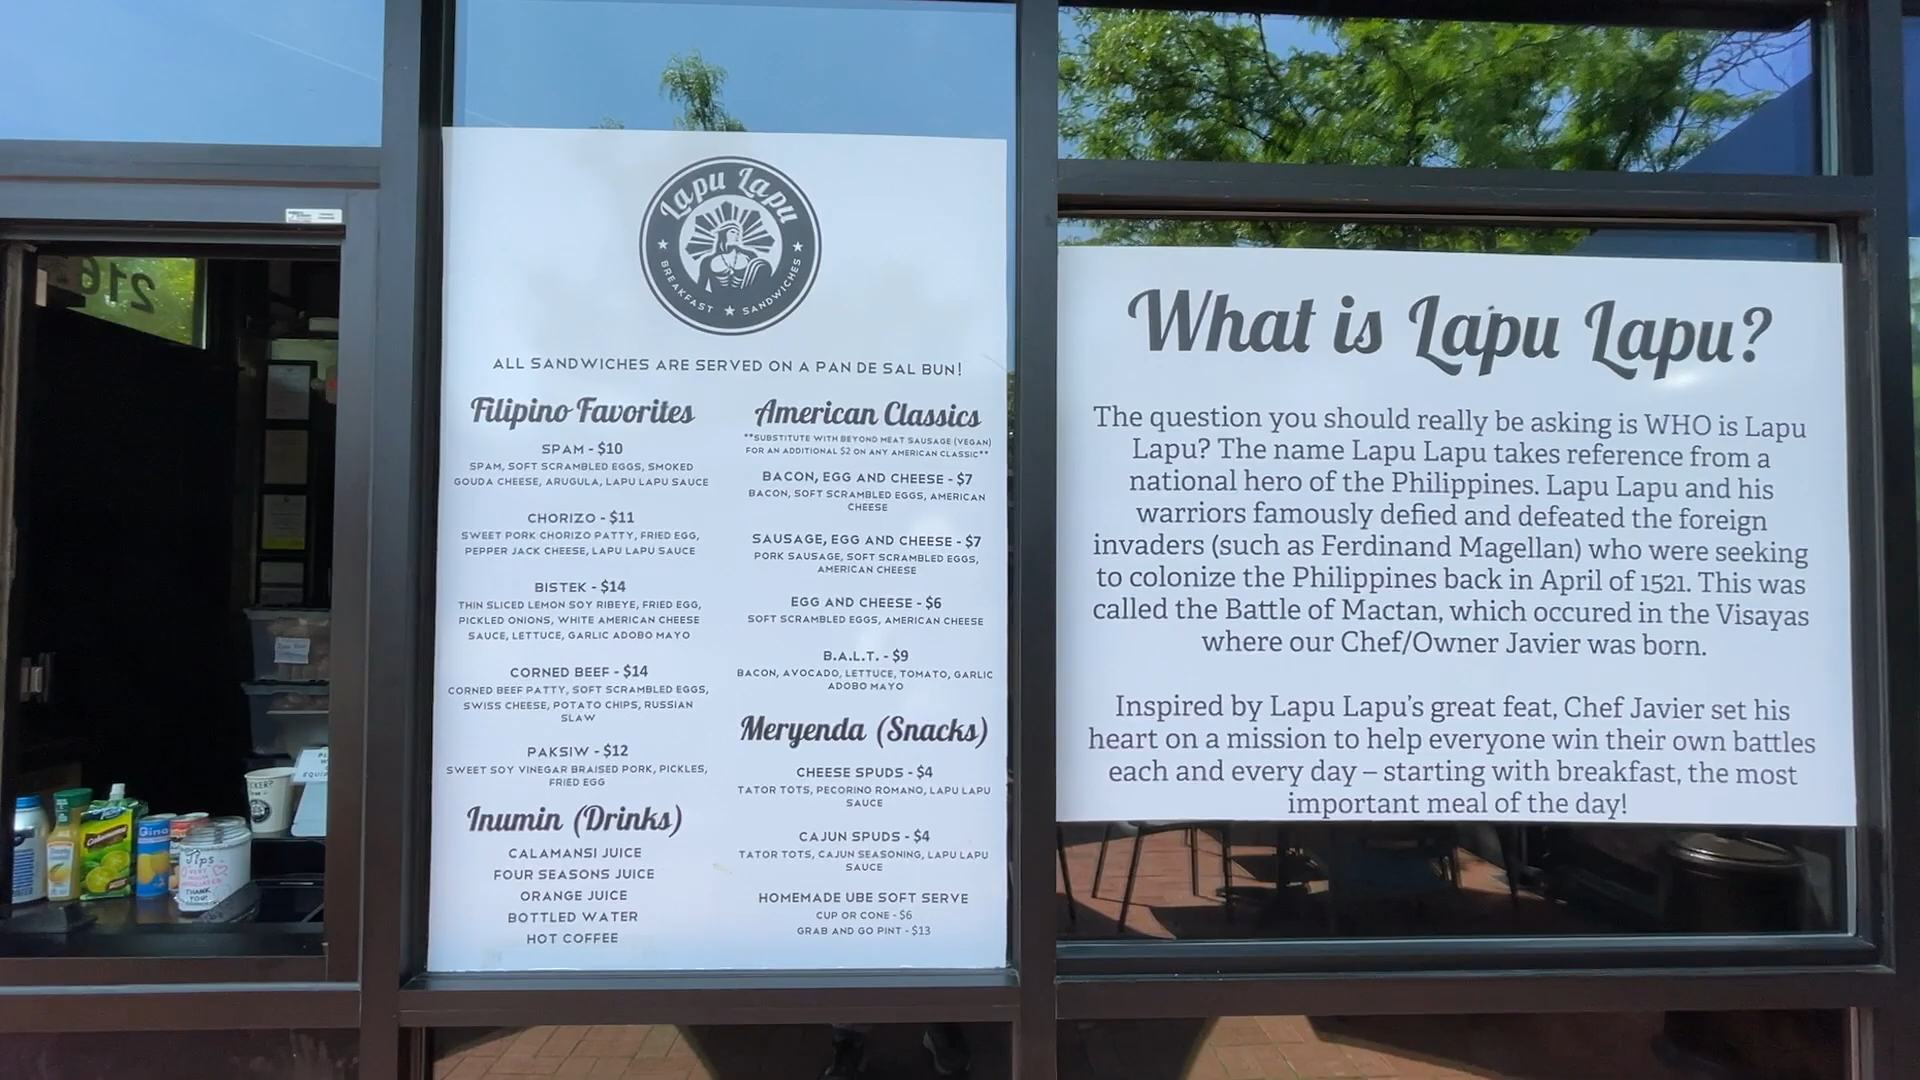 216
Lapu Lapu
BREAKFAST ★ SANDWICHES
ALL SANDWICHES ARE SERVED ON A PAN DE SAL BUN!
Filipino Favorites
SPAM - $10
SPAM, SOFT SCRAMBLED EGGS, SMOKED
GOUDA CHEESE, ARUGULA, LAPU LAPU SAUCE
CHORIZO - $11
SWEET PORK CHORIZO PATTY, FRIED EGG,
PEPPER JACK CHEESE, LAPU LAPU SAUCE
BISTEK - $14
THIN SLICED LEMON SOY RIBEYE, FRIED EGG,
PICKLED ONIONS, WHITE AMERICAN CHEESE
SAUCE, LETTUCE, GARLIC ADOBO MAYO
CORNED BEEF - $14
CORNED BEEF PATTY, SOFT SCRAMBLED EGGS,
SWISS CHEESE, POTATO CHIPS, RUSSIAN
SLAW
PAKSIW - $12
SWEET SOY VINEGAR BRAISED PORK, PICKLES,
FRIED EGG
Inumin (Drinks)
CALAMANSI JUICE
FOUR SEASONS JUICE
ORANGE JUICE
BOTTLED WATER
HOT COFFEE
American Classics
**SUBSTITUTE WITH BEYOND MEAT SAUSAGE (VEGAN)
FOR AN ADDITIONAL $2 ON ANY AMERICAN CLASSIC**
BACON, EGG AND CHEESE - $7
BACON, SOFT SCRAMBLED EGGS, AMERICAN
CHEESE
SAUSAGE, EGG AND CHEESE - $7
PORK SAUSAGE, SOFT SCRAMBLED EGGS,
AMERICAN CHEESE
EGG AND CHEESE - $6
SOFT SCRAMBLED EGGS, AMERICAN CHEESE
B.A.L.T. - $9
BACON, AVOCADO, LETTUCE, TOMATO, GARLIC
ADOBO MAYO
Meryenda (Snacks)
CHEESE SPUDS - $4
TATOR TOTS, PECORINO ROMANO, LAPU LAPU
SAUCE
CAJUN SPUDS - $4
TATOR TOTS, CAJUN SEASONING, LAPU LAPU
SAUCE
HOMEMADE UBE SOFT SERVE
CUP OR CONE - $6
GRAB AND GO PINT - $13
What is Lapu Lapu?
The question you should really be asking is WHO is Lapu
Lapu? The name Lapu Lapu takes reference from a
national hero of the Philippines. Lapu Lapu and his
warriors famously defied and defeated the foreign
invaders (such as Ferdinand Magellan) who were seeking
to colonize the Philippines back in April of 1521. This was
called the Battle of Mactan, which occured in the Visayas
where our Chef/Owner Javier was born.
Inspired by Lapu Lapu's great feat, Chef Javier set his
heart on a mission to help everyone win their own battles
each and every day – starting with breakfast, the most
important meal of the day!
Gina
Tips
VERY
THANK
YOU!